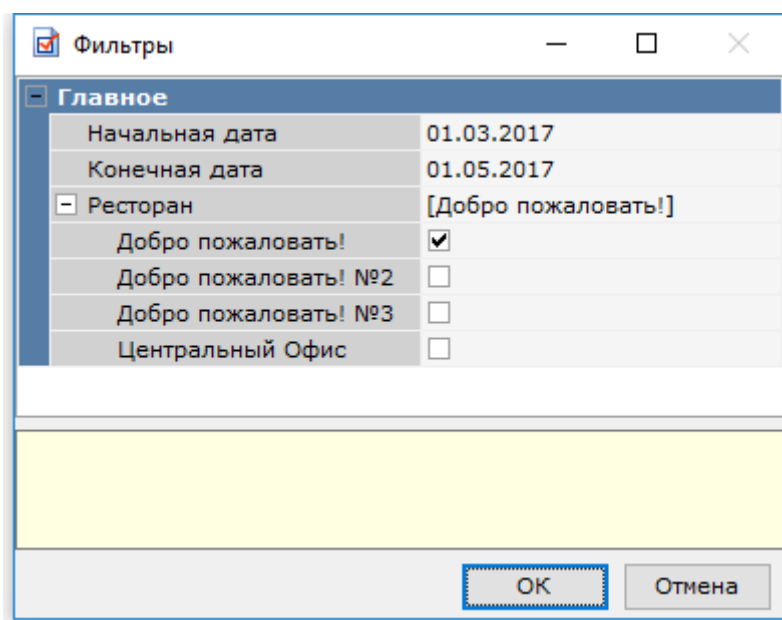 Фильтры
Главное
Начальная дата 01.03.2017
Конечная дата 01.05.2017
Ресторан [Добро пожаловать!]
Добро пожаловать!
Добро пожаловать! №2
Добро пожаловать! №3
Центральный Офис
OK Отмена